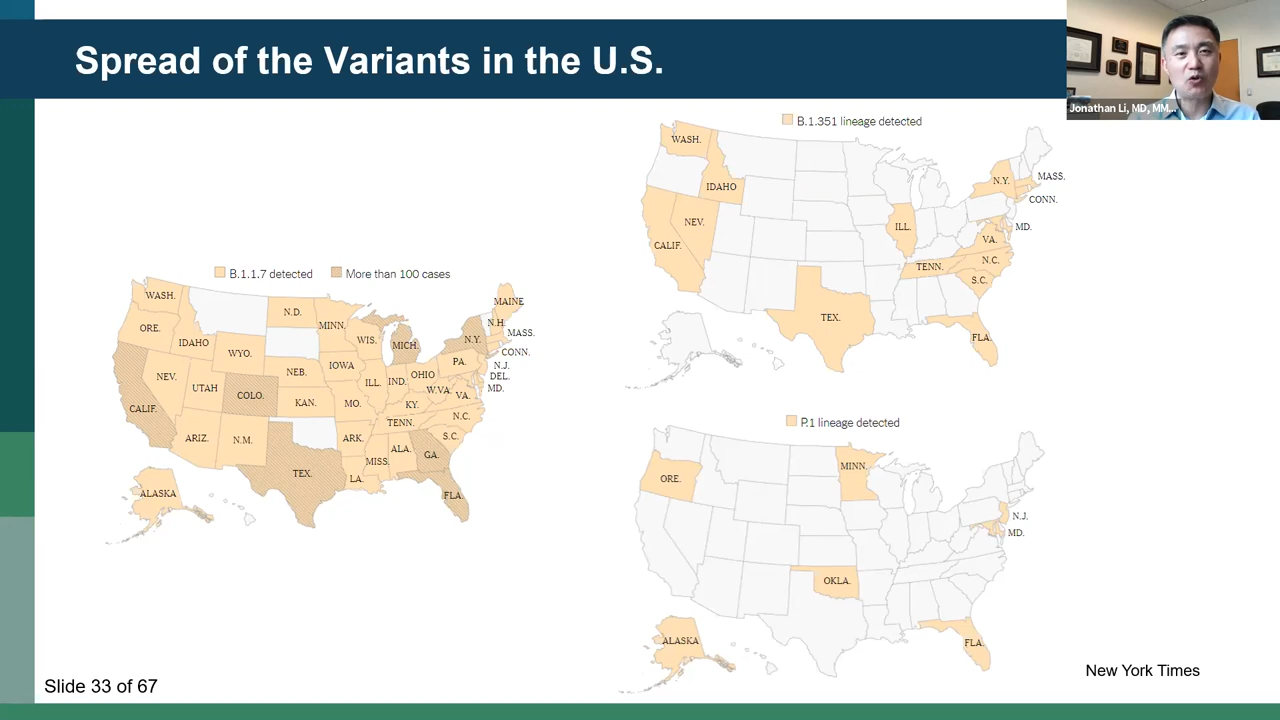 Spread of the Variants in the U.S.
Jonathan Li, MD, MM...
B.1.1.7 detected
More than 100 cases
WASH.
ORE.
IDAHO
WYO.
NEV.
UTAH
COLO.
CALIF.
ARIZ.
N.M.
N.D.
MINN.
WIS.
MICH.
NEB.
IOWA
KAN.
MO.
ILL.
IND.
OHIO
KY.
W.VA.
VA.
PA.
N.Y.
MAINE
N.H.
MASS.
CONN.
N.J.
DEL.
MD.
TENN.
N.C.
S.C.
ARK.
MISS.
ALA.
GA.
LA.
TEX.
FLA.
ALASKA
B.1.351 lineage detected
WASH.
IDAHO
NEV.
CALIF.
TEX.
ILL.
TENN.
N.Y.
MASS.
CONN.
MD.
VA.
N.C.
S.C.
FLA.
P.1 lineage detected
ORE.
MINN.
OKLA.
N.J.
MD.
FLA.
ALASKA
New York Times
Slide 33 of 67